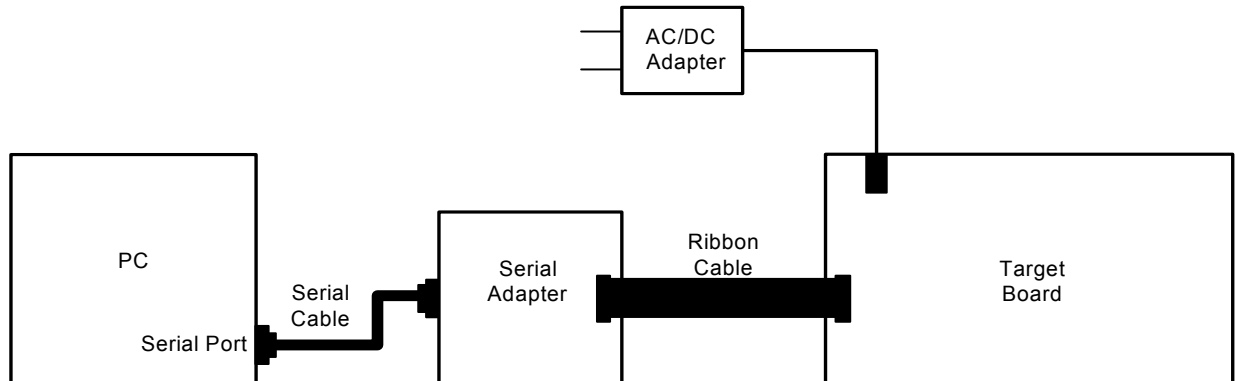 AC/DC
Adapter
PC
Serial Port
Serial
Cable
Serial
Adapter
Ribbon
Cable
Target
Board